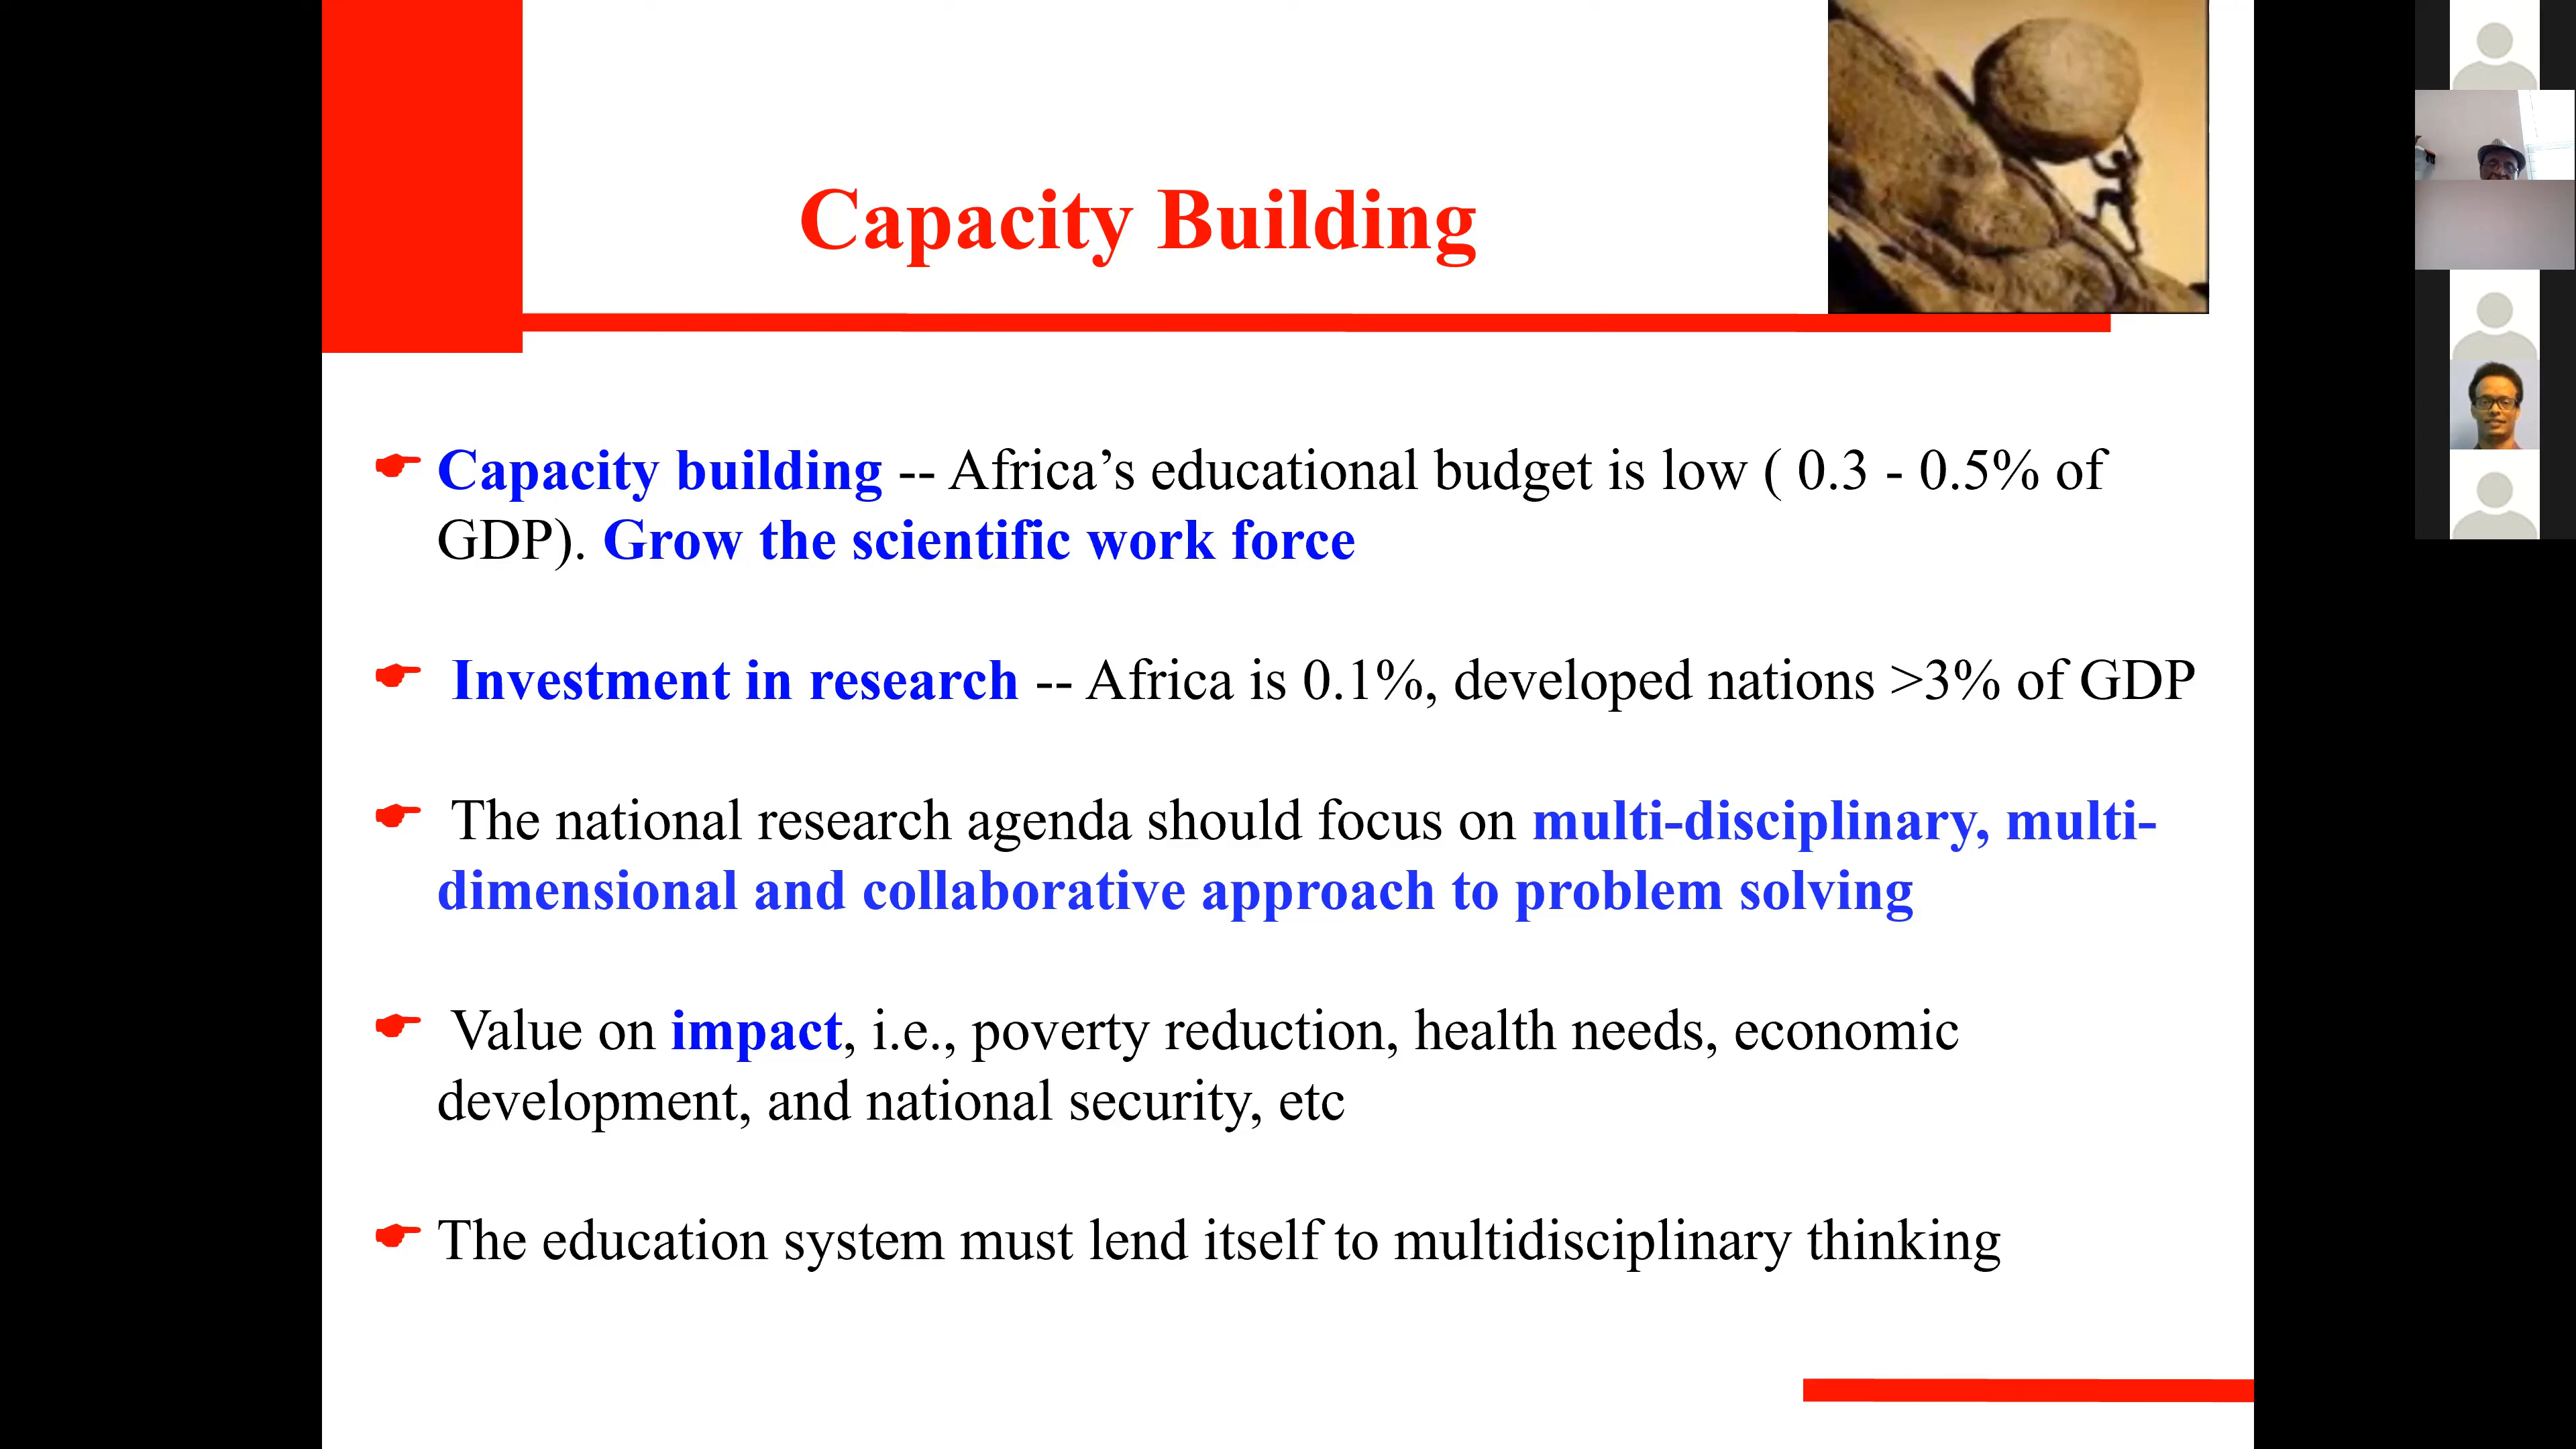 Capacity Building
Capacity building -- Africa’s educational budget is low ( 0.3 - 0.5% of
GDP). Grow the scientific work force
Investment in research -- Africa is 0.1%, developed nations >3% of GDP
The national research agenda should focus on multi-disciplinary, multi-
dimensional and collaborative approach to problem solving
Value on impact, i.e., poverty reduction, health needs, economic
development, and national security, etc
The education system must lend itself to multidisciplinary thinking